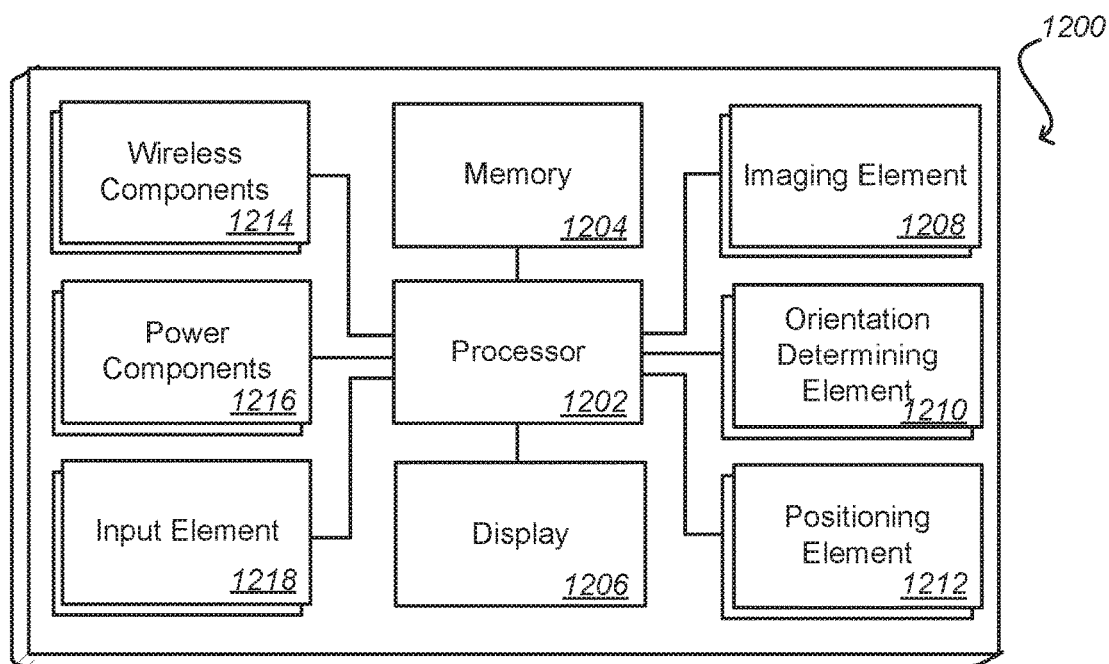 1200
Wireless
Components
1214
Memory
1204
Imaging Element
1208
Power
Components
1216
Processor
1202
Orientation
Determining
Element
1210
Input Element
1218
Display
1206
Positioning
Element
1212